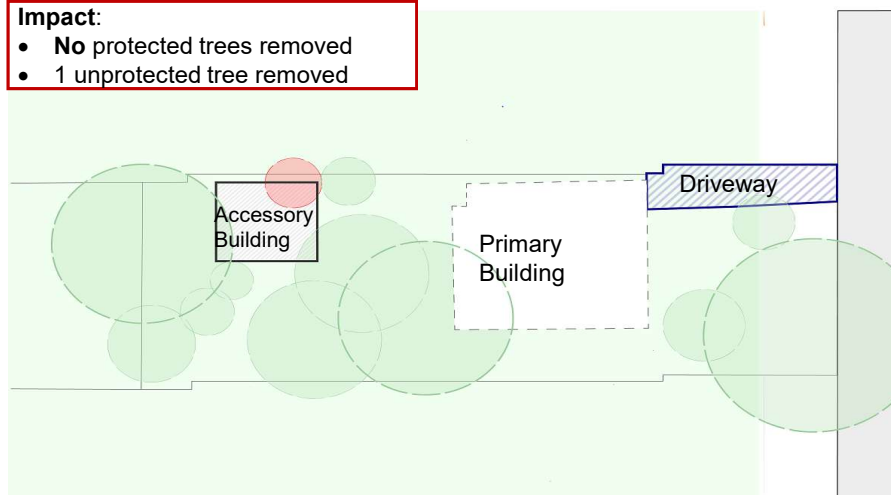 Impact:
• No protected trees removed
• 1 unprotected tree removed
Driveway
Accessory
Building
Primary
Building